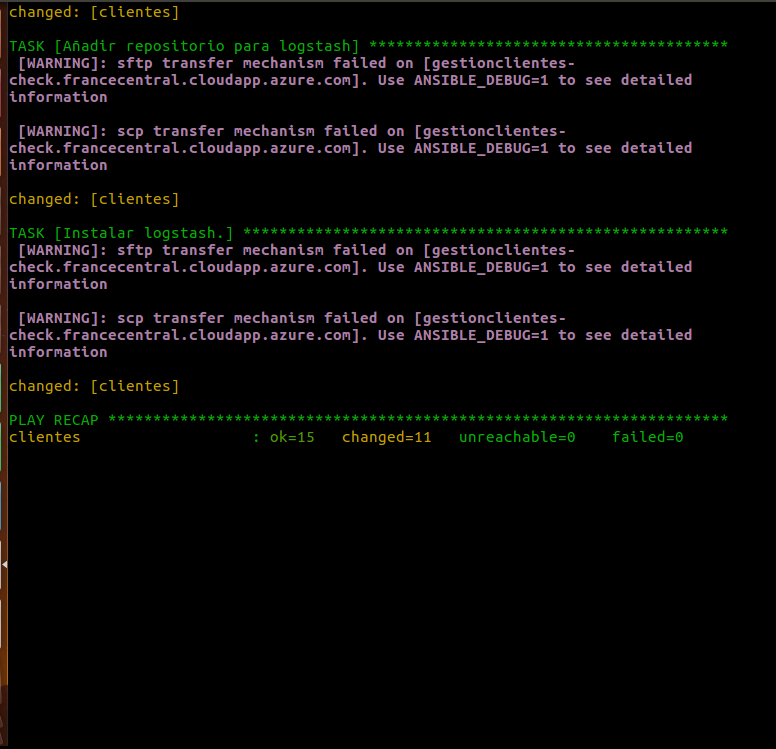 changed: [clientes]
TASK [Añadir repositorio para logstash] ****************************************
[WARNING]: sftp transfer mechanism failed on [gestionclientes-
check.francecentral.cloudapp.azure.com]. Use ANSIBLE_DEBUG=1 to see detailed
information
[WARNING]: scp transfer mechanism failed on [gestionclientes-
check.francecentral.cloudapp.azure.com]. Use ANSIBLE_DEBUG=1 to see detailed
information
changed: [clientes]
TASK [Instalar logstash.] ******************************************************
[WARNING]: sftp transfer mechanism failed on [gestionclientes-
check.francecentral.cloudapp.azure.com]. Use ANSIBLE_DEBUG=1 to see detailed
information
[WARNING]: scp transfer mechanism failed on [gestionclientes-
check.francecentral.cloudapp.azure.com]. Use ANSIBLE_DEBUG=1 to see detailed
information
changed: [clientes]
PLAY RECAP *********************************************************************
clientes : ok=15 changed=11 unreachable=0 failed=0